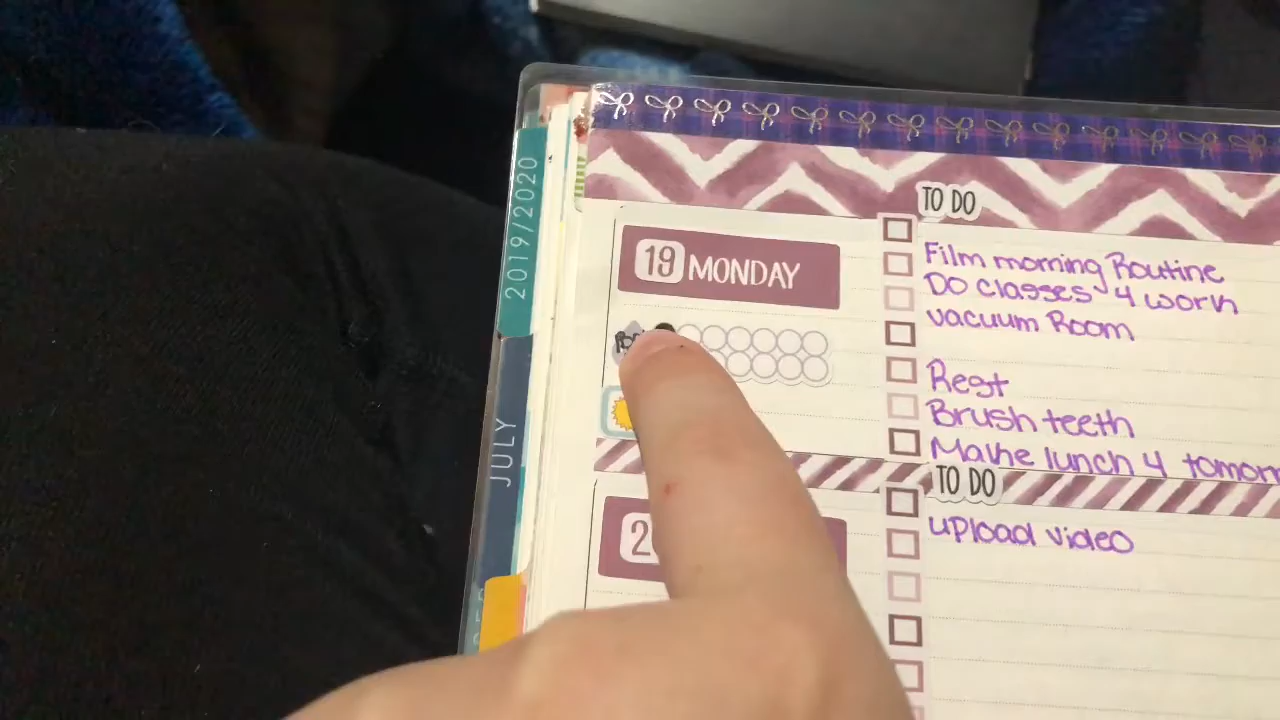 2019/2020
JULY
TO DO
19 MONDAY
Film morning Routine
Do classes 4 work
vacuum Room
Rest
Brush teeth
Make lunch 4
TO DO
upload video